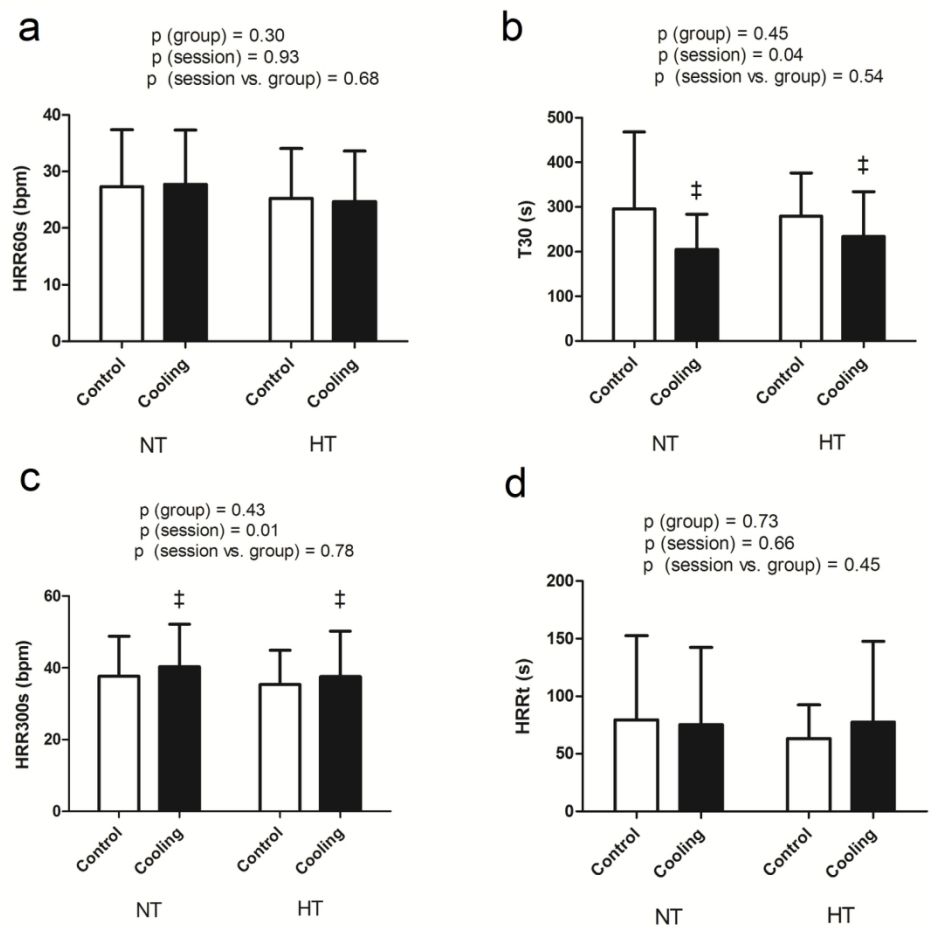 a
p (group) = 0.30
p (session) = 0.93
p (session vs. group) = 0.68
HRR60s (bpm)
40
30
20
10
0
Control
Cooling
Control
Cooling
NT
HT
b
p (group) = 0.45
p (session) = 0.04
p (session vs. group) = 0.54
T30 (s)
500
400
300
200
100
0
‡
‡
Control
Cooling
Control
Cooling
NT
HT
c
p (group) = 0.43
p (session) = 0.01
p (session vs. group) = 0.78
HRR300s (bpm)
60
40
20
0
‡
‡
Control
Cooling
Control
Cooling
NT
HT
d
p (group) = 0.73
p (session) = 0.66
p (session vs. group) = 0.45
HRRt (s)
200
150
100
50
0
Control
Cooling
Control
Cooling
NT
HT